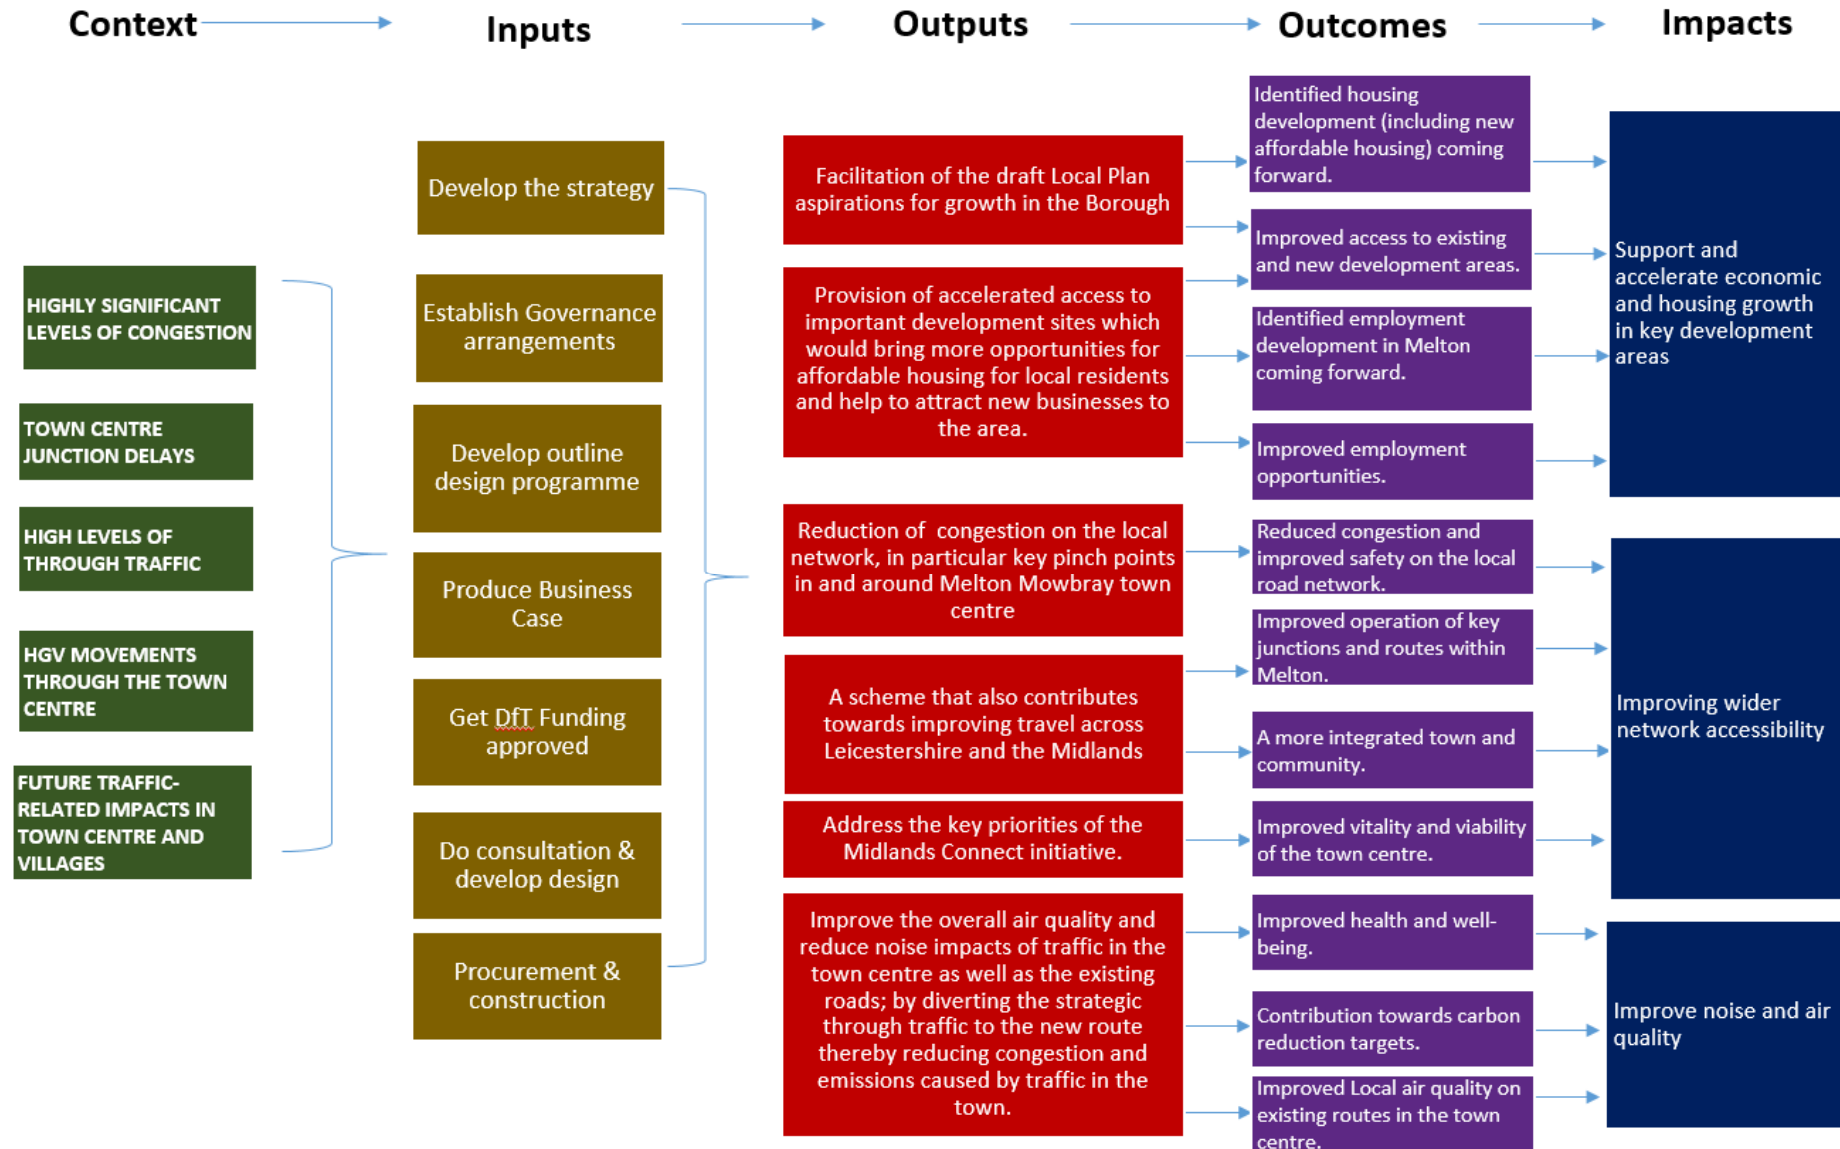 Context
Inputs
Outputs
Outcomes
Impacts
HIGHLY SIGNIFICANT
LEVELS OF CONGESTION
TOWN CENTRE
JUNCTION DELAYS
HIGH LEVELS OF
THROUGH TRAFFIC
HGV MOVEMENTS
THROUGH THE TOWN
CENTRE
FUTURE TRAFFIC-
RELATED IMPACTS IN
TOWN CENTRE AND
VILLAGES
Develop the strategy
Establish Governance
arrangements
Develop outline
design programme
Produce Business
Case
Get DfT Funding
approved
Do consultation &
develop design
Procurement &
construction
Facilitation of the draft Local Plan
aspirations for growth in the Borough
Provision of accelerated access to
important development sites which
would bring more opportunities for
affordable housing for local residents
and help to attract new businesses to
the area.
Reduction of  congestion on the local
network, in particular key pinch points
in and around Melton Mowbray town
centre
A scheme that also contributes
towards improving travel across
Leicestershire and the Midlands
Address the key priorities of the
Midlands Connect initiative.
Improve the overall air quality and
reduce noise impacts of traffic in the
town centre as well as the existing
roads; by diverting the strategic
through traffic to the new route
thereby reducing congestion and
emissions caused by traffic in the
town.
Identified housing
development (including new
affordable housing) coming
forward.
Improved access to existing
and new development areas.
Identified employment
development in Melton
coming forward.
Improved employment
opportunities.
Reduced congestion and
improved safety on the local
road network.
Improved operation of key
junctions and routes within
Melton.
A more integrated town and
community.
Improved vitality and viability
of the town centre.
Improved health and well-
being.
Contribution towards carbon
reduction targets.
Improved Local air quality on
existing routes in the town
centre.
Support and
accelerate economic
and housing growth
in key development
areas
Improving wider
network accessibility
Improve noise and air
quality